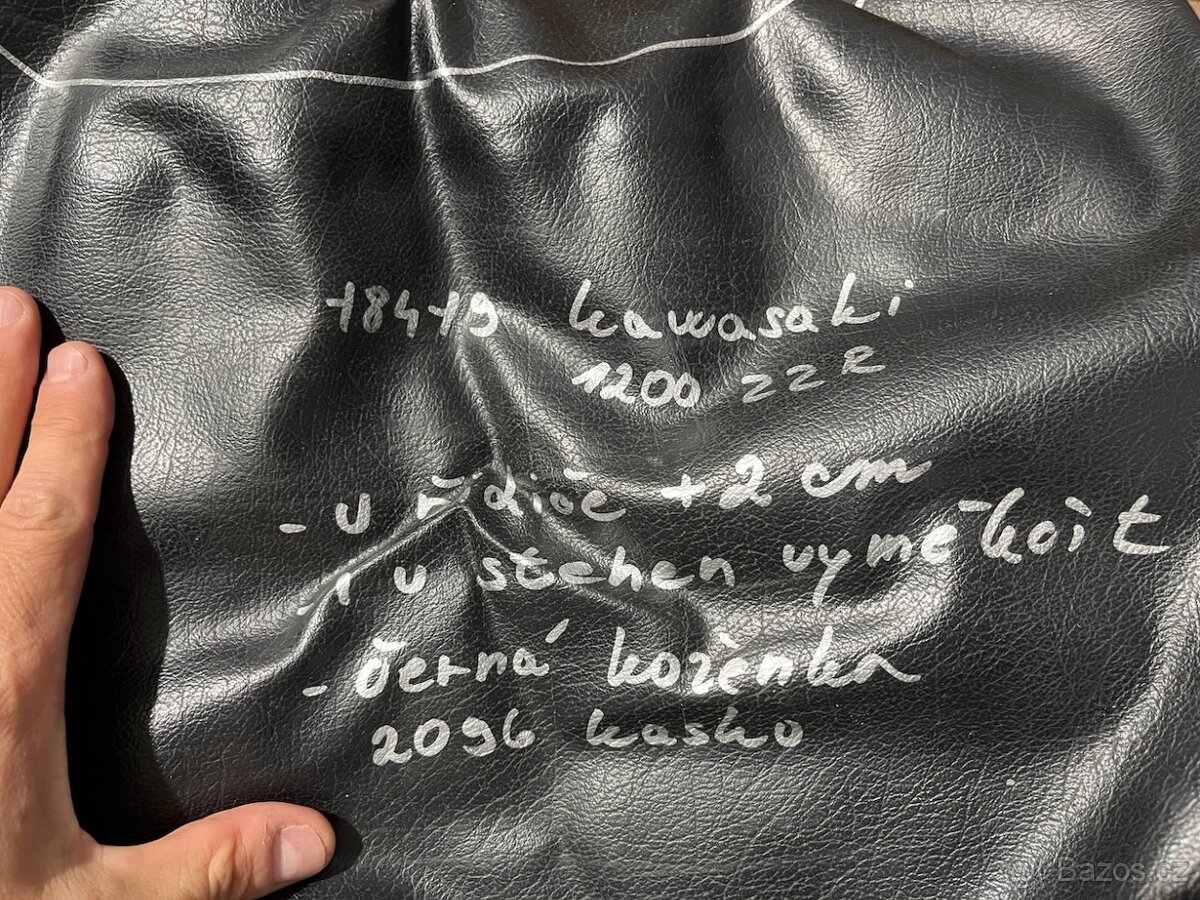 18419 kawasaki
1200 ZZR
- u řidiče +2 cm
- u stehen vyměkčit
- černá koženka
2096 kasko
Bazos.cz